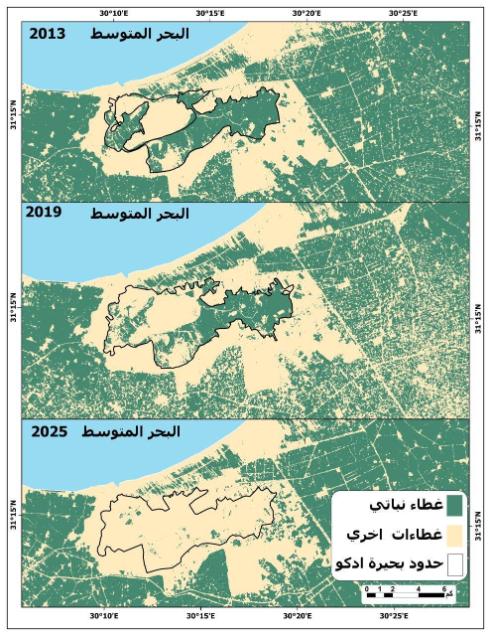 30°10'E 30°15'E 30°20'E 30°25'E
2013 البحر المتوسط
31°15'N 31°15'N
2019 البحر المتوسط
31°15'N 31°15'N
2025 البحر المتوسط
31°15'N 31°15'N
غطاء نباتي
غطاءات اخري
حدود بحيرة ادكو
0 1 2 4 6 كم
30°10'E 30°15'E 30°20'E 30°25'E